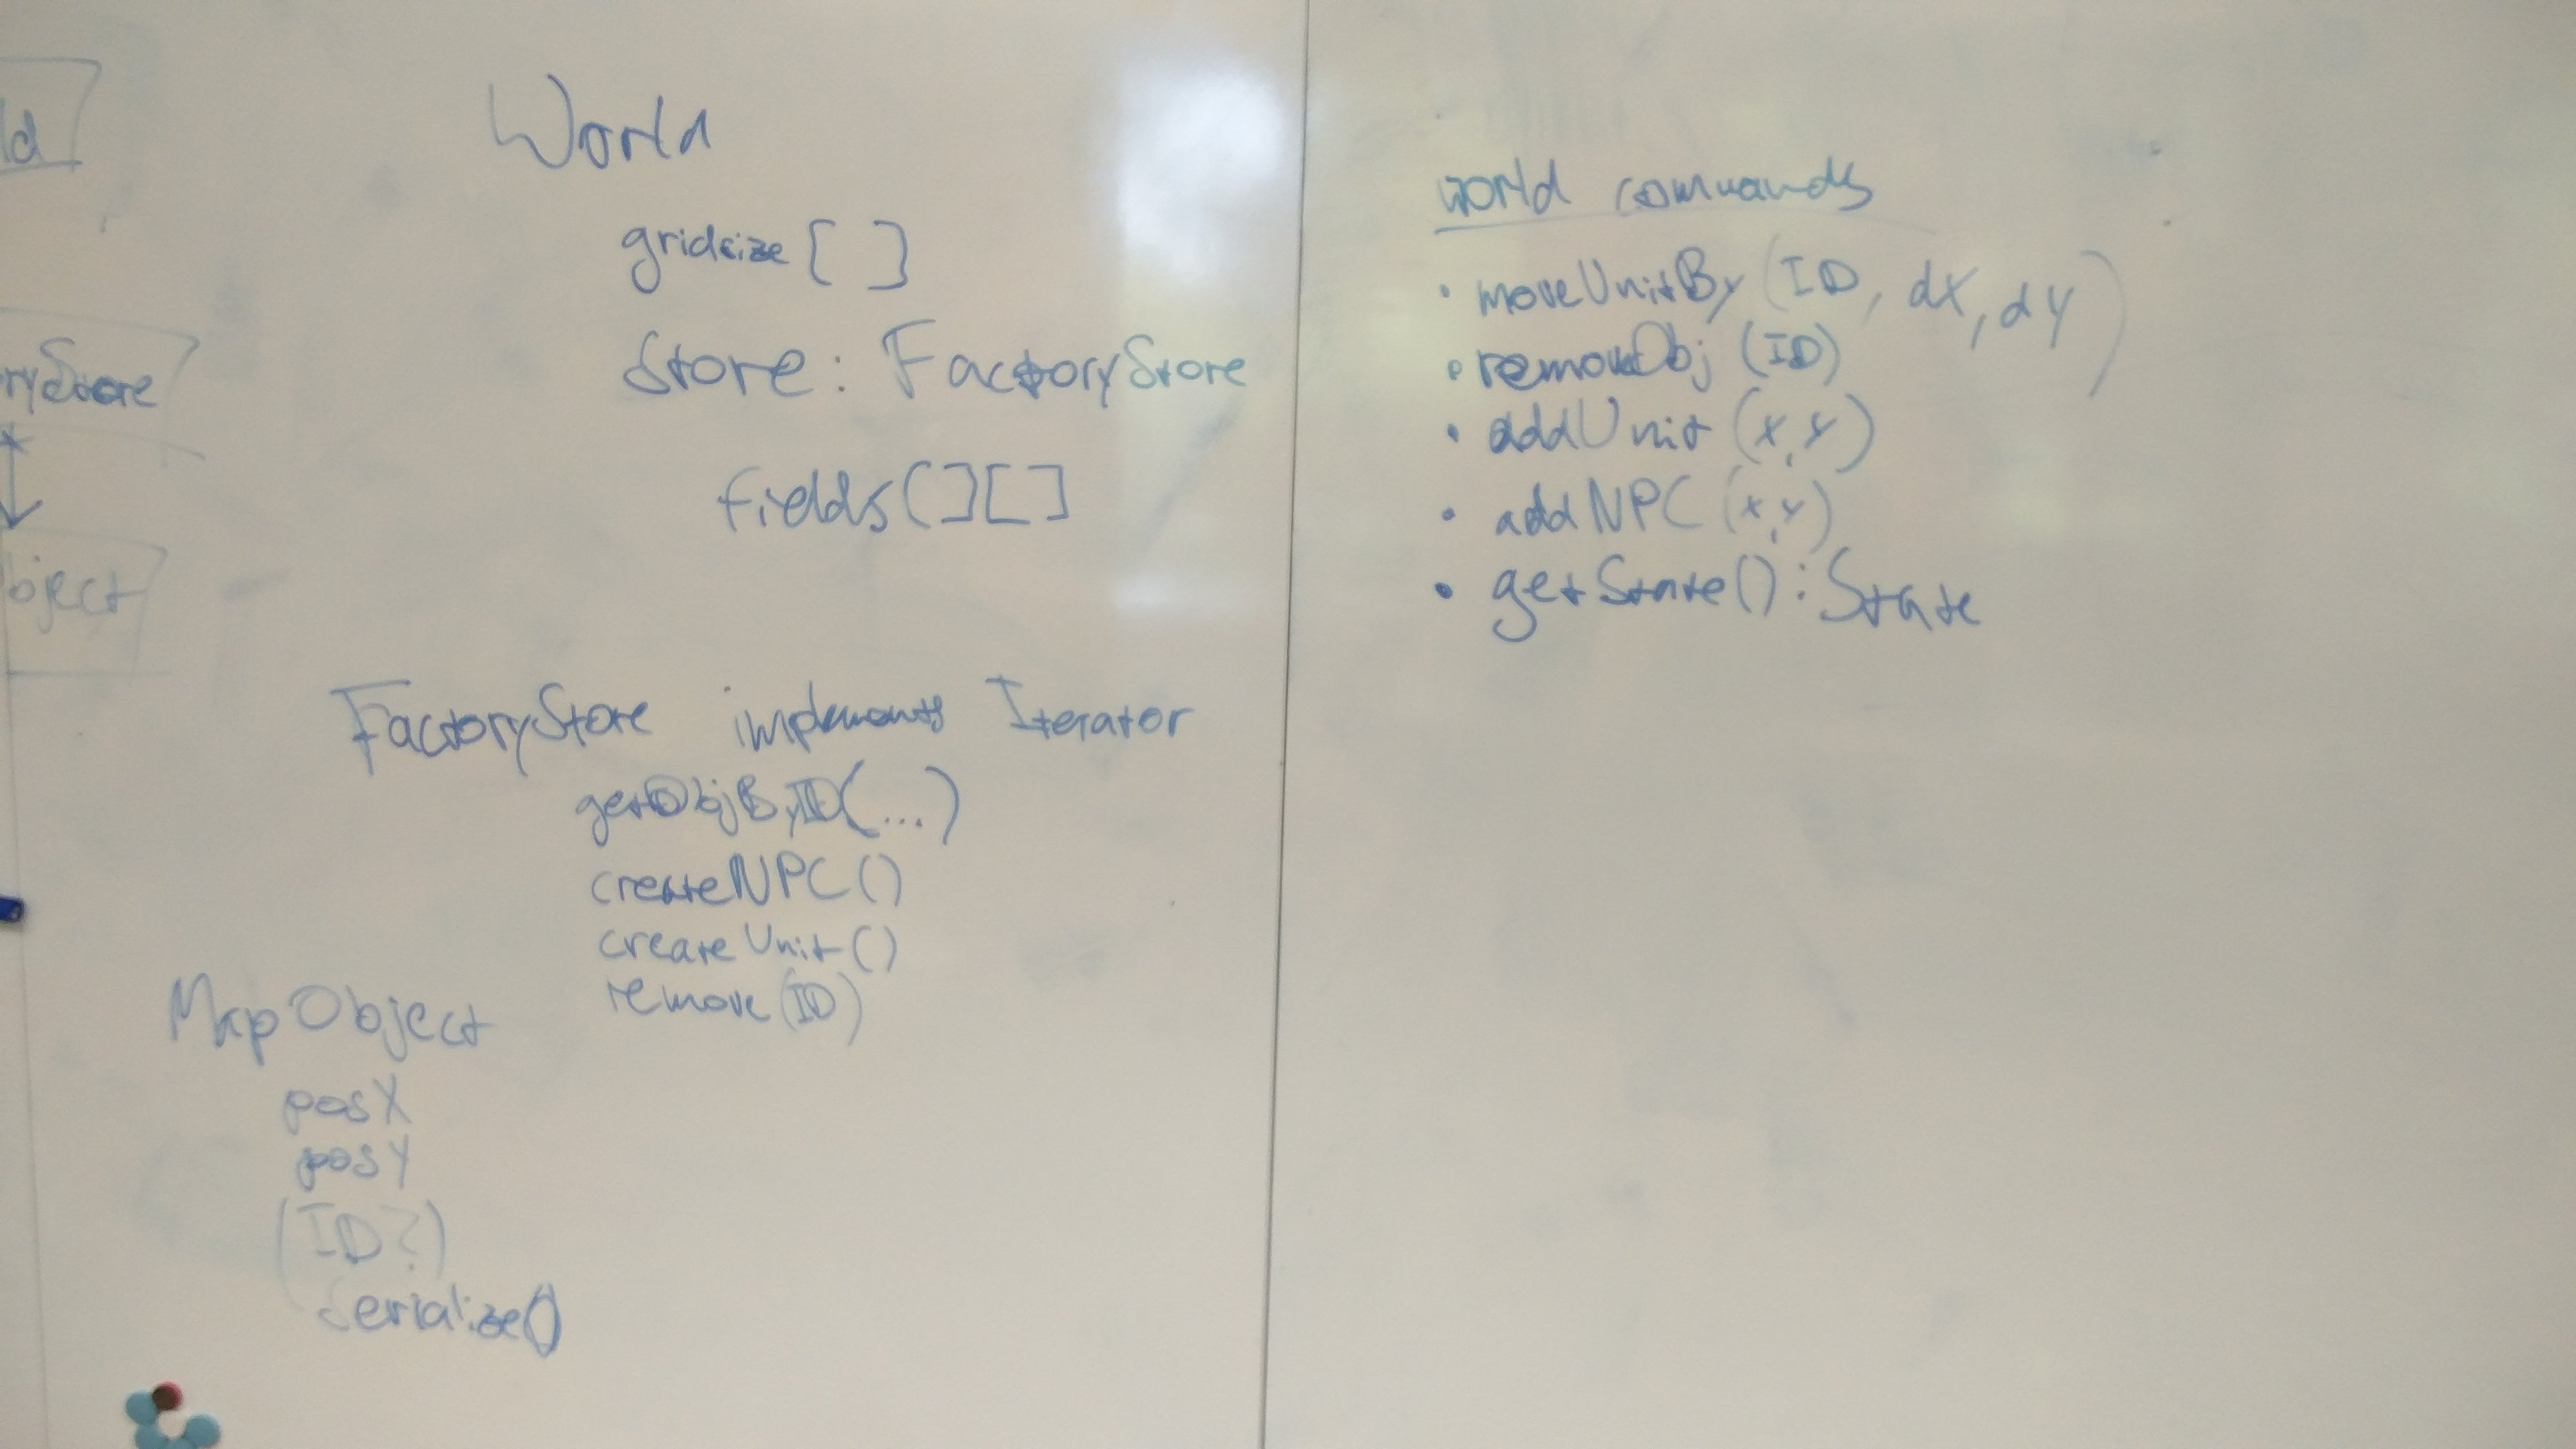 ld
ryStore
bject
World
gridsize [ ]
Store: FactoryStore
fields[][]
FactoryStore implements Iterator
getObjByID(...)
createNPC()
createUnit()
remove(ID)
MapObject
posX
posY
(ID?)
Serialize()
world commands
• moveUnitBy(ID, dX, dY)
• removeObj (ID)
• addUnit (x,y)
• addNPC (x,y)
• getState(): State